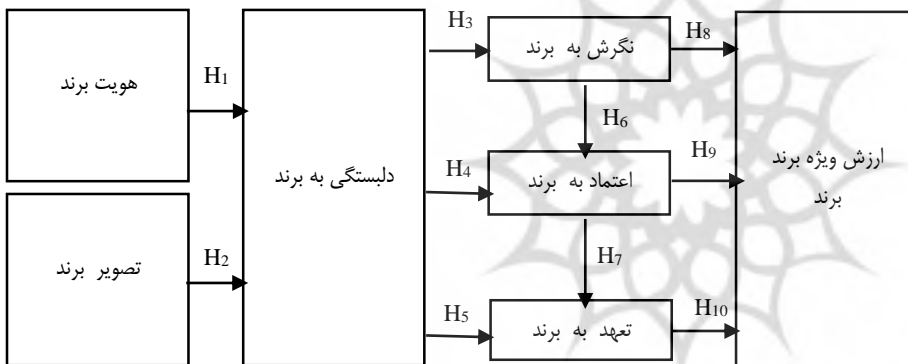 هویت برند
تصویر برند
H1
H2
دلبستگی به برند
H3
H4
H5
نگرش به برند
H6
اعتماد به برند
H7
تعهد به برند
H8
H9
H10
ارزش ویژه برند
برند